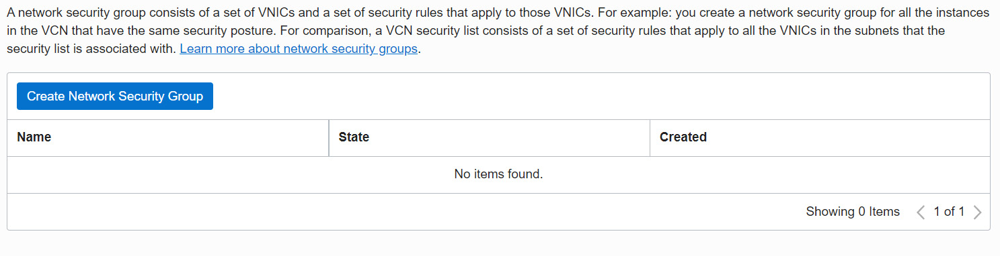 A network security group consists of a set of VNICs and a set of security rules that apply to those VNICs. For example: you create a network security group for all the instances
in the VCN that have the same security posture. For comparison, a VCN security list consists of a set of security rules that apply to all the VNICs in the subnets that the
security list is associated with. Learn more about network security groups.
Create Network Security Group
Name State Created
No items found.
Showing 0 Items < 1 of 1 >